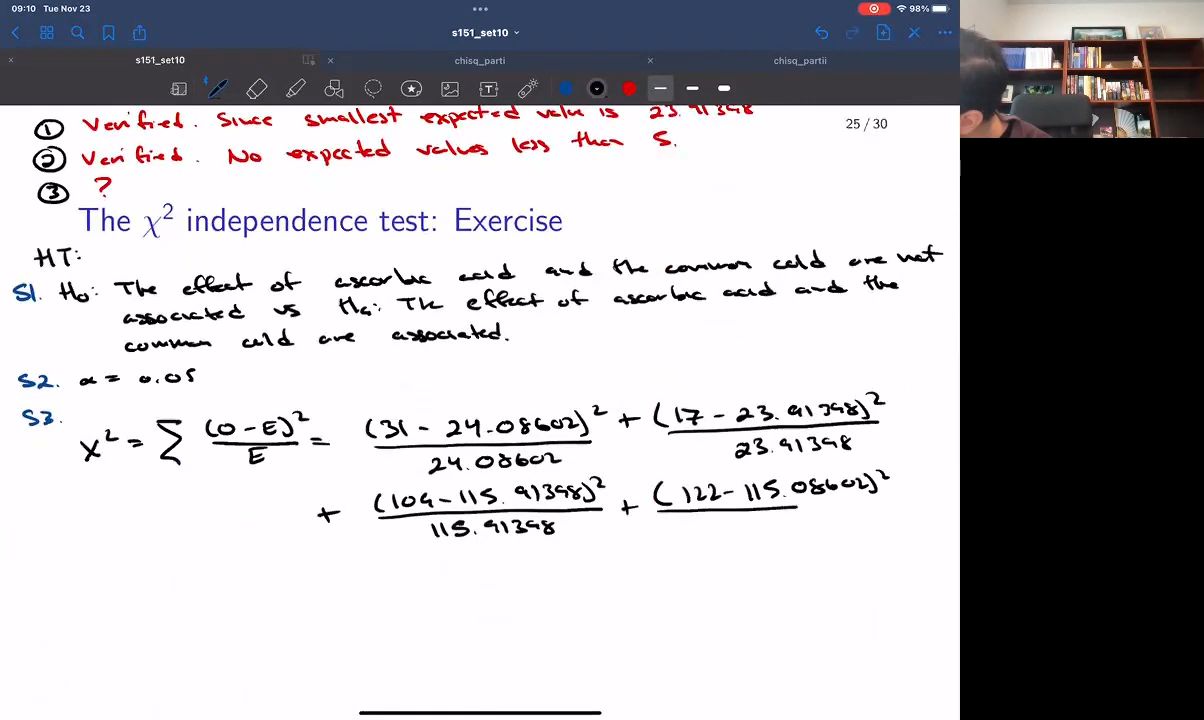 09:10 Tue Nov 23
98%
s151_set10
s151_set10
chisq_parti
chisq_partii
① Verified. Since smallest expected value is 23.91398
25 / 30
② Verified. No expected values less than 5.
③ ?
The χ² independence test: Exercise
HT:
S1. H₀: The effect of ascorbic acid and the common cold are not
associated vs Hₐ: The effect of ascorbic acid and the
common cold are associated.
S2. α = 0.05
S3.
χ² = Σ (O - E)²/E = (31 - 24.08602)²/24.08602 + (17 - 23.91398)²/23.91398
+ (109 - 115.91398)²/115.91398 + (122 - 115.08602)²